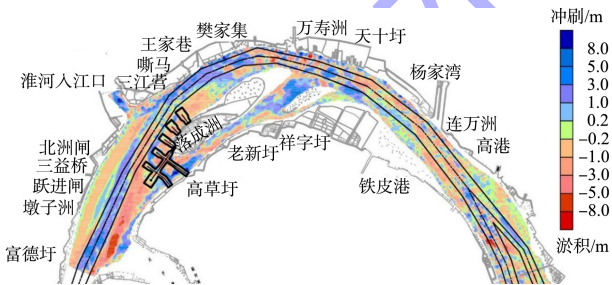 冲刷/m
8.0
5.0
3.0
1.0
0.2
-0.2
-1.0
-3.0
-5.0
-8.0
淤积/m
樊家集
万寿洲
天十圩
王家巷
嘶马
三江营
淮河入江口
杨家湾
连万洲
高港
落成洲
祥字圩
老新圩
北洲闸
三益桥
跃进闸
墩子洲
高草圩
铁皮港
富德圩